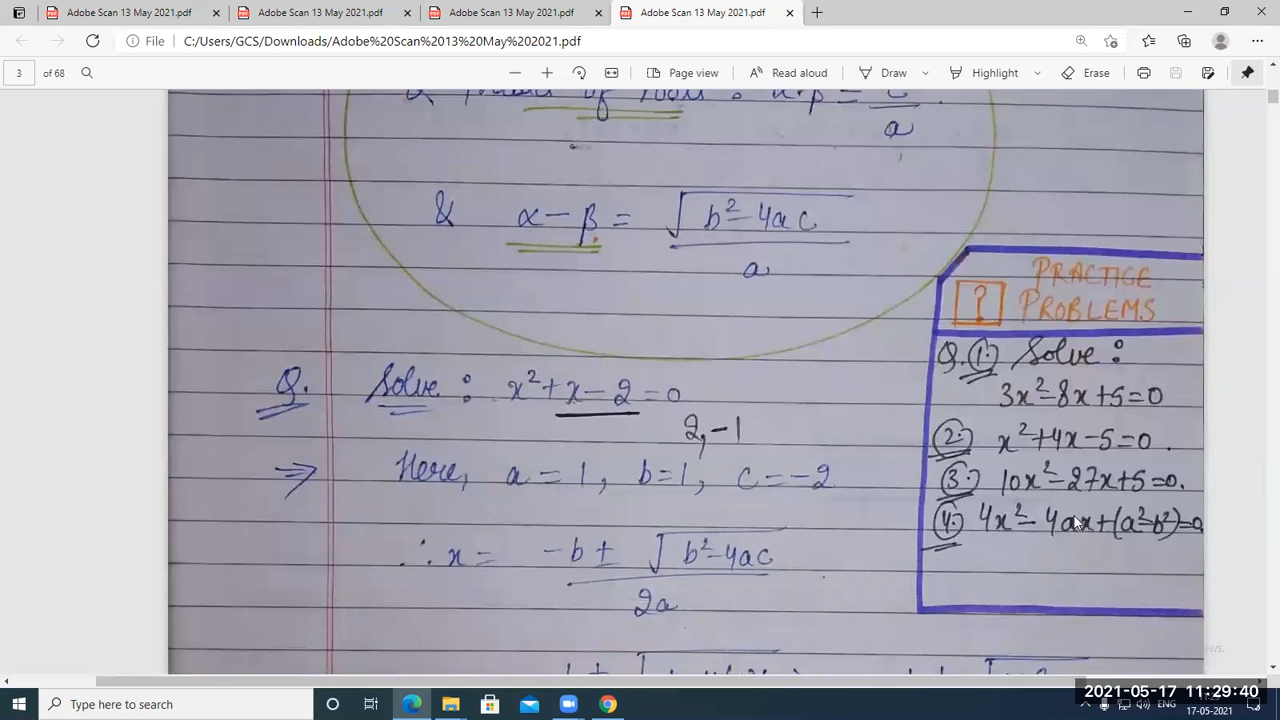 Adobe Scan 13 May 2021.pdf
Adobe Scan 13 May 2021.pdf
Adobe Scan 13 May 2021.pdf
Adobe Scan 13 May 2021.pdf
File
C:/Users/GCS/Downloads/Adobe%20Scan%2013%20May%202021.pdf
3 of 68
Page view
Read aloud
Draw
Highlight
Erase
a
& α-β = √(b²-4ac)
a
Q. Solve: x²+x-2=0
2, -1
⇒ Here, a=1, b=1, c=-2
∴ x = -b ± √(b²-4ac)
2a
PRACTICE
? PROBLEMS
Q. 1. Solve:
3x²-8x+5=0
2. x²+4x-5=0.
3. 10x²-27x+5=0.
4. 4x²-4ax+(a²-b²)=0
Type here to search
ENG
17-05-2021
2021-05-17 11:29:40